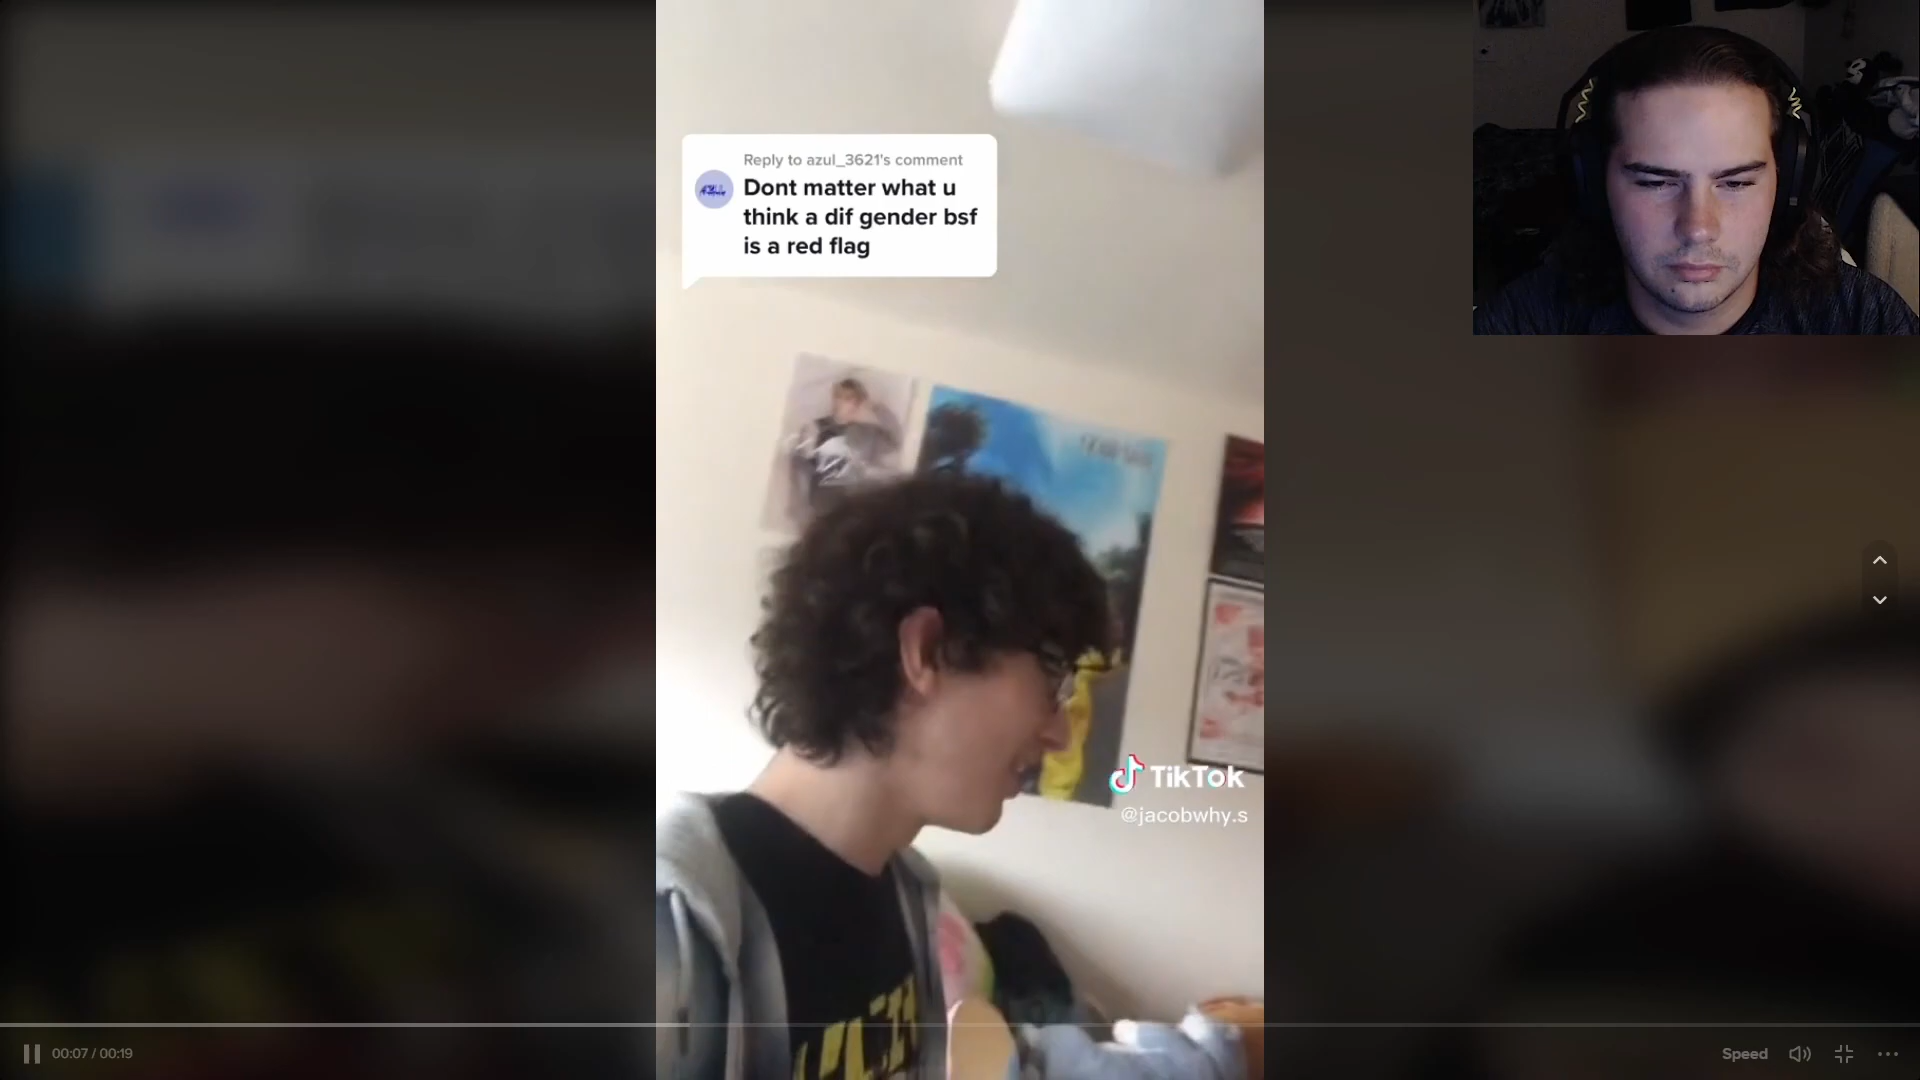 Reply to azul_3621's comment
Dont matter what u
think a dif gender bsf
is a red flag
TikTok
@jacobwhy.s
00:07 / 00:19
Speed